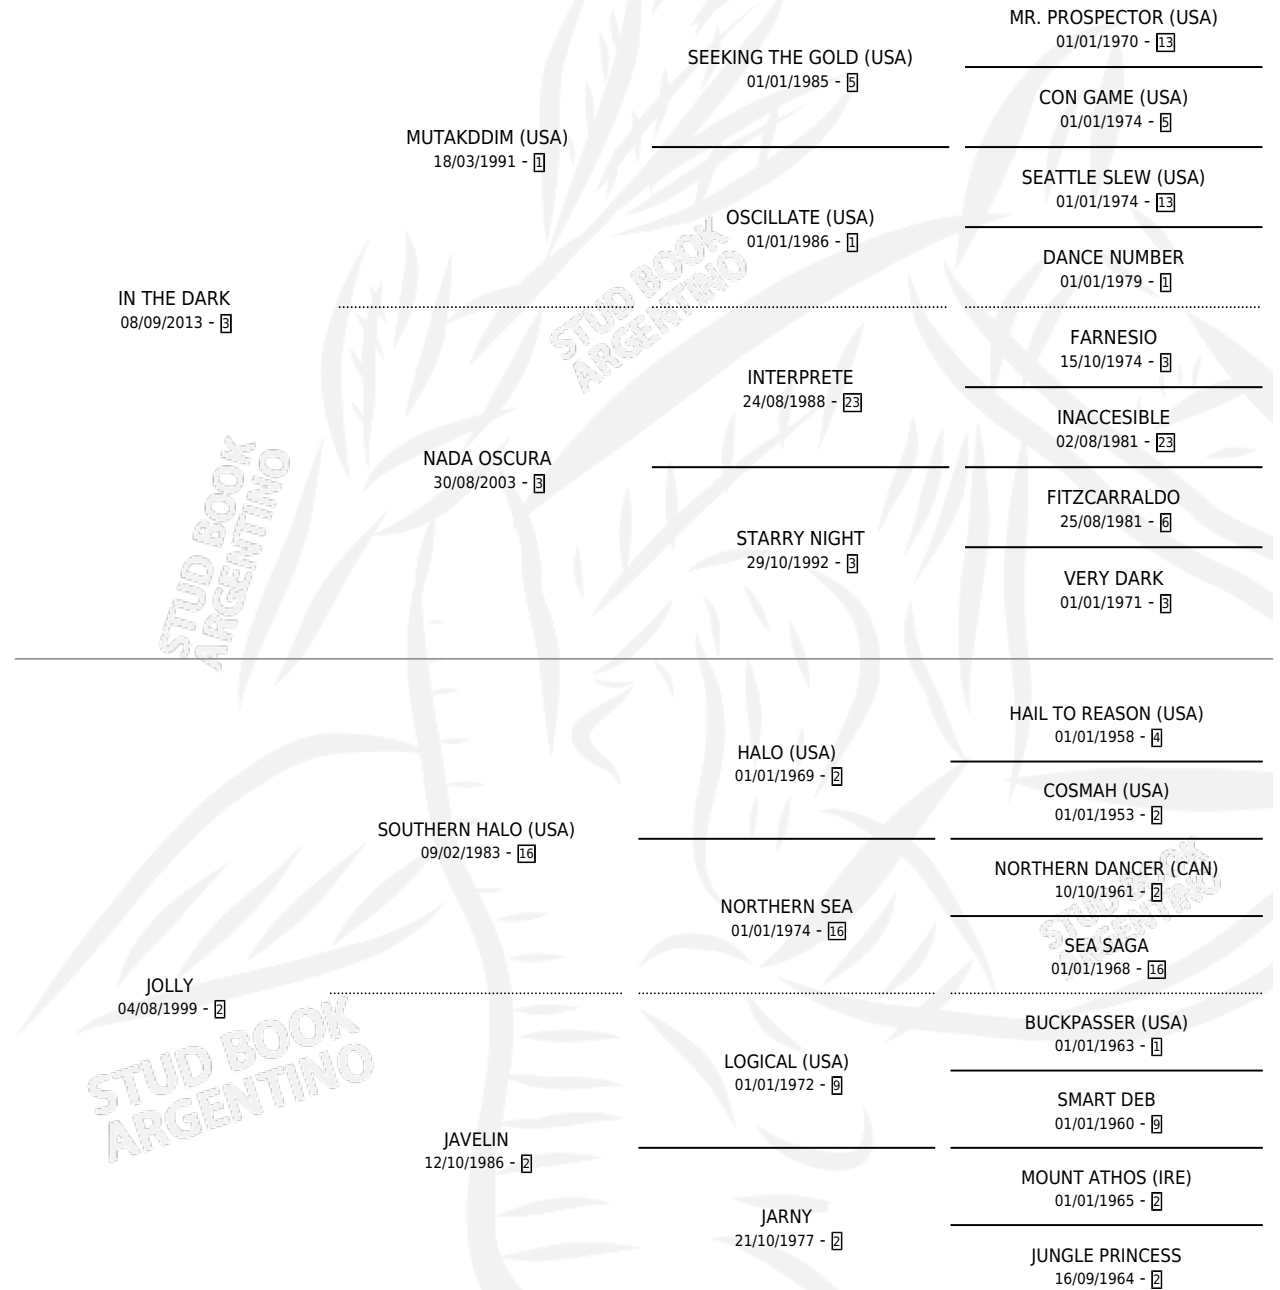 MR. PROSPECTOR (USA)
01/01/1970 - 13
SEEKING THE GOLD (USA)
01/01/1985 - 5
CON GAME (USA)
01/01/1974 - 5
MUTAKDDIM (USA)
18/03/1991 - 1
SEATTLE SLEW (USA)
01/01/1974 - 13
OSCILLATE (USA)
01/01/1986 - 1
DANCE NUMBER
01/01/1979 - 1
IN THE DARK
08/09/2013 - 3
FARNESIO
15/10/1974 - 3
INTERPRETE
24/08/1988 - 23
INACCESIBLE
02/08/1981 - 23
NADA OSCURA
30/08/2003 - 3
FITZCARRALDO
25/08/1981 - 6
STARRY NIGHT
29/10/1992 - 3
VERY DARK
01/01/1971 - 3
STUD BOOK
ARGENTINO
STUD BOOK
ARGENTINO
HAIL TO REASON (USA)
01/01/1958 - 4
HALO (USA)
01/01/1969 - 2
COSMAH (USA)
01/01/1953 - 2
SOUTHERN HALO (USA)
09/02/1983 - 16
NORTHERN DANCER (CAN)
10/10/1961 - 2
NORTHERN SEA
01/01/1974 - 16
SEA SAGA
01/01/1968 - 16
JOLLY
04/08/1999 - 2
BUCKPASSER (USA)
01/01/1963 - 1
LOGICAL (USA)
01/01/1972 - 9
SMART DEB
01/01/1960 - 9
JAVELIN
12/10/1986 - 2
MOUNT ATHOS (IRE)
01/01/1965 - 2
JARNY
21/10/1977 - 2
JUNGLE PRINCESS
16/09/1964 - 2
STUD BOOK
ARGENTINO
STUD BOOK
ARGENTINO